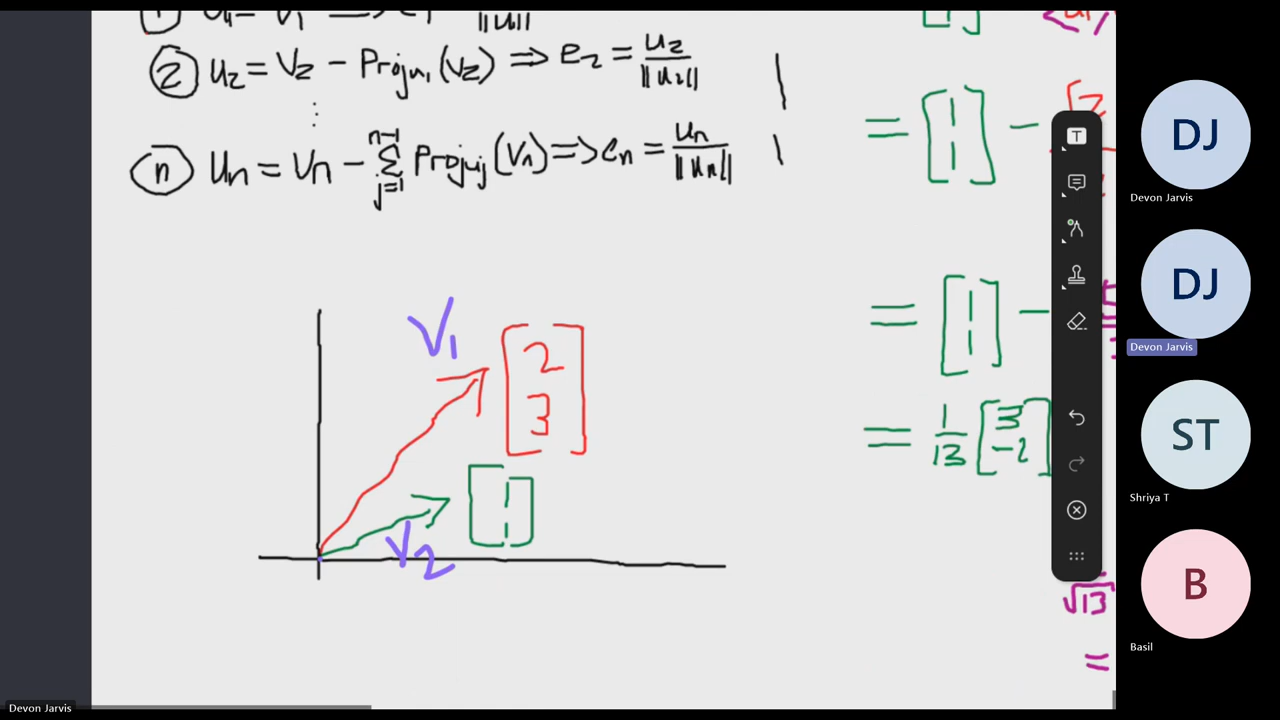 ② u₂ = V₂ − Proju₁(V₂) ⟹ e₂ = u₂/||u₂||
⋮
ⓝ un = vn − Σ_{j=1}^{n−1} Projuj(Vn) ⟹ en = un/||un||
= [1 1] −
V₁
[2 3]
[1 1]
V₂
= [1 1] −
= 1/13 [3 −2]
√13
=
T
DJ
Devon Jarvis
DJ
Devon Jarvis
ST
Shriya T
B
Basil
Devon Jarvis